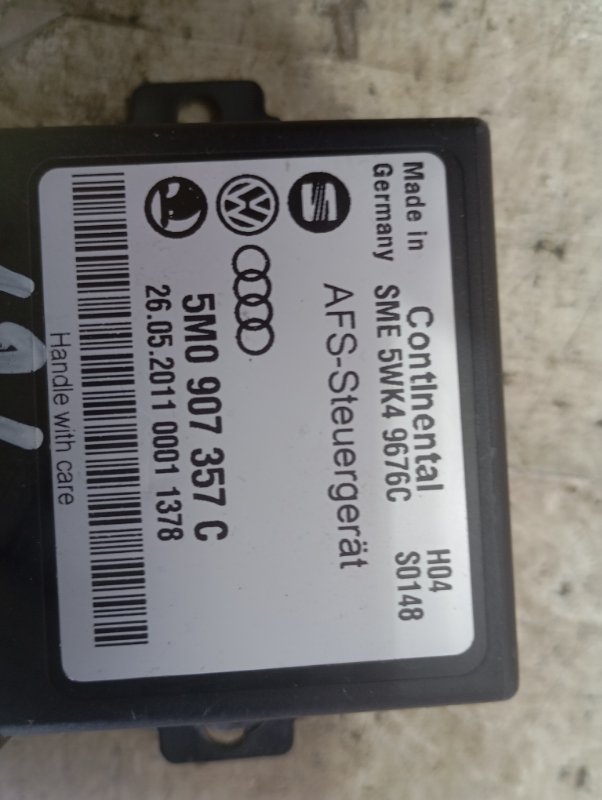 Made in
Germany
Continental
SME 5WK4 9676C
H04
S0148
AFS-Steuergerät
5M0 907 357 C
26.05.2011 0001 1378
Handle with care